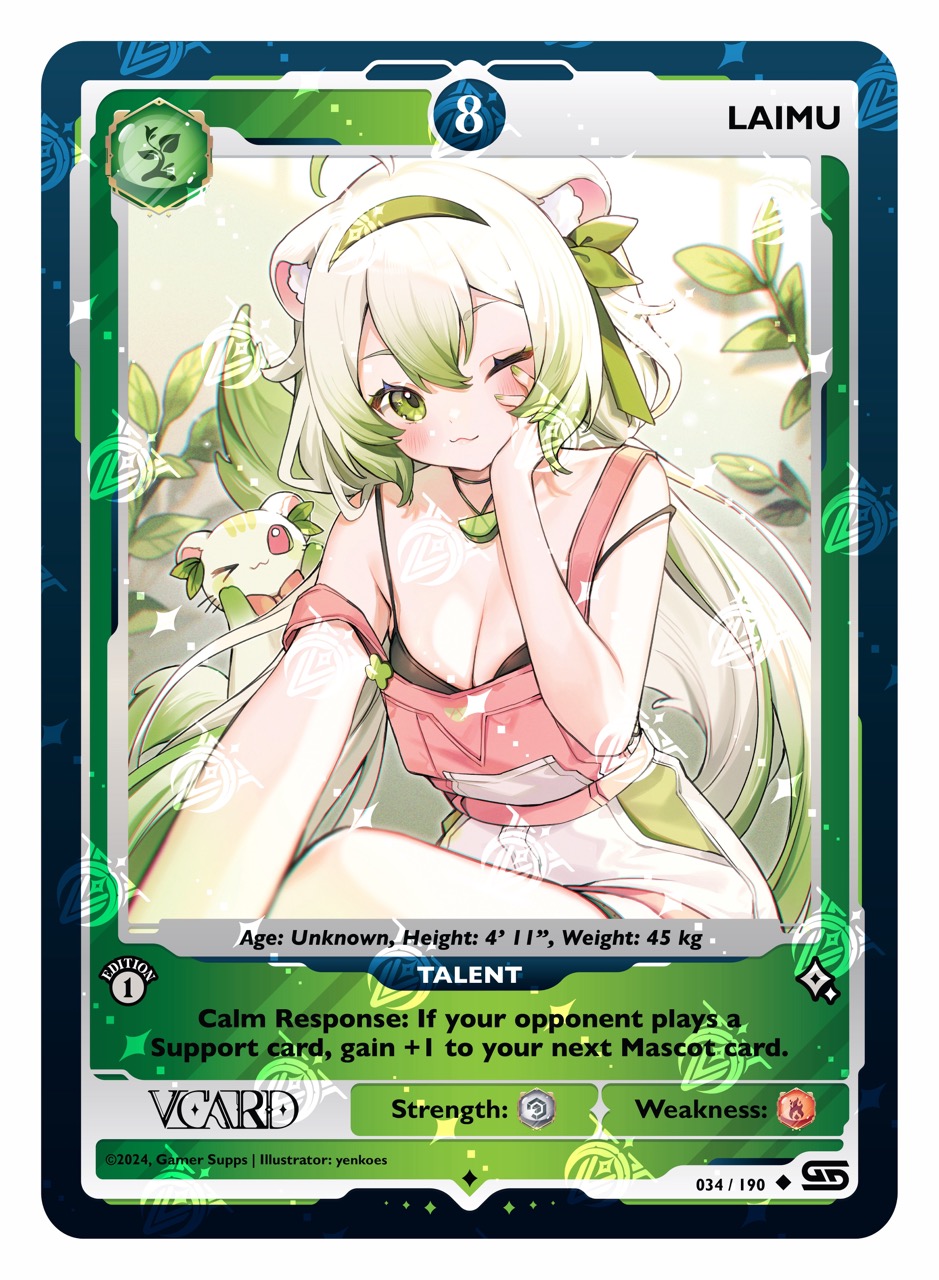 8
LAIMU
Age: Unknown, Height: 4’ 11”, Weight: 45 kg
TALENT
EDITION
1
Calm Response: If your opponent plays a
Support card, gain +1 to your next Mascot card.
VCARD
Strength:
Weakness:
©2024, Gamer Supps | Illustrator: yenkoes
034 / 190
GG